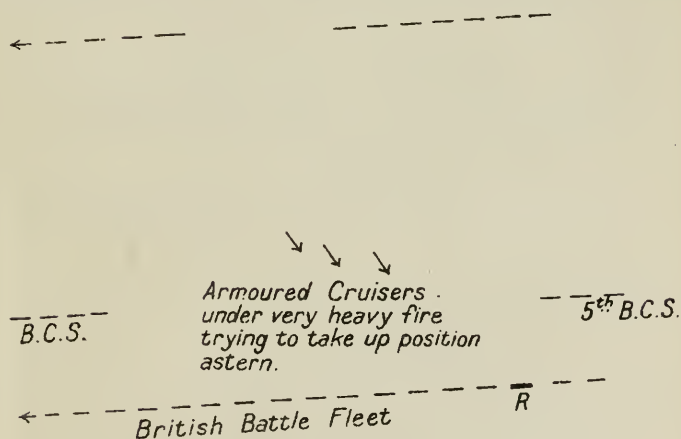 Armoured Cruisers
under very heavy fire
trying to take up position
astern.
5th B.C.S.
B.C.S.
R
British Battle Fleet